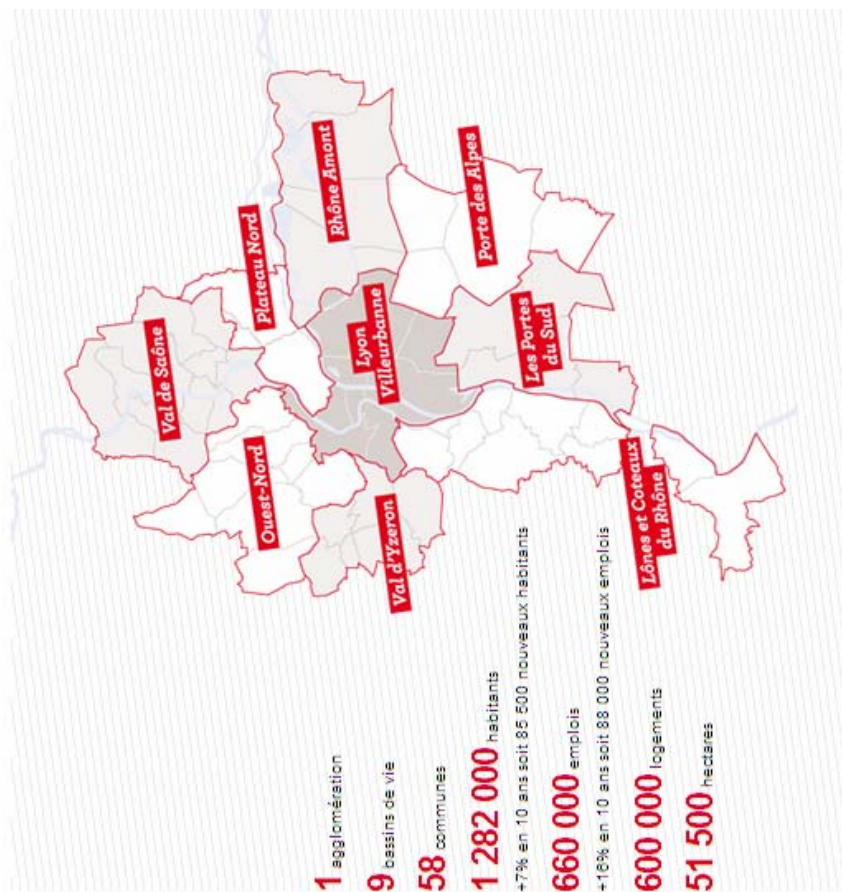 Val de Saône
Plateau Nord
Rhône Amont
Ouest-Nord
Lyon
Villeurbanne
Porte des Alpes
Val d'Yzeron
Les Portes
du Sud
Lônes et Coteaux
du Rhône
1 agglomération
9 bassins de vie
58 communes
1 282 000 habitants
+7% en 10 ans soit 85 500 nouveaux habitants
660 000 emplois
+16% en 10 ans soit 88 000 nouveaux emplois
600 000 logements
51 500 hectares